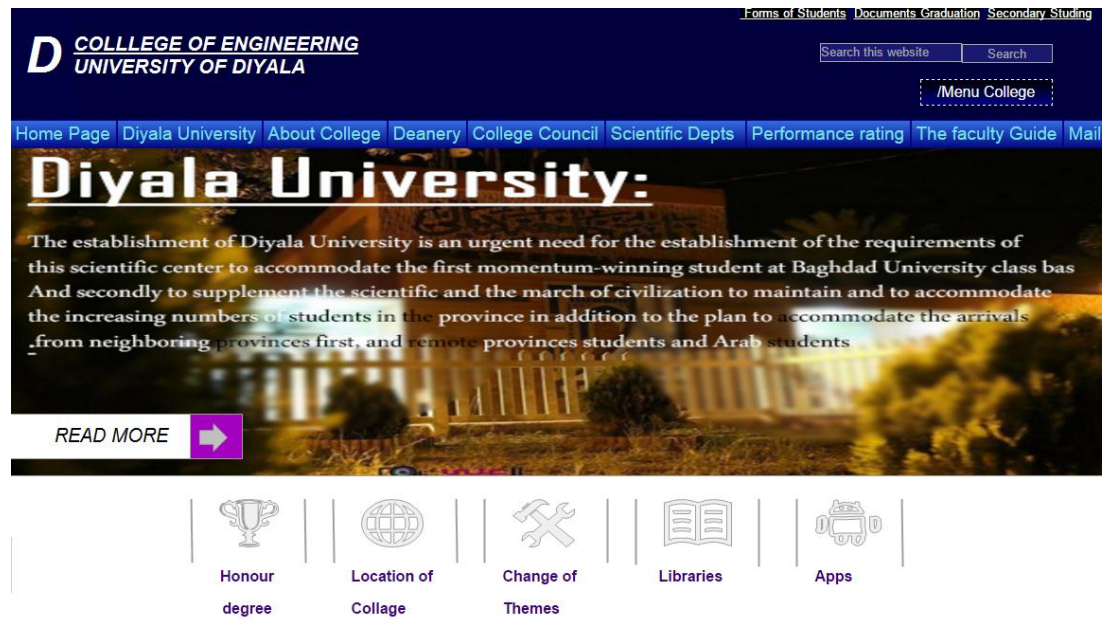 Forms of Students Documents Graduation Secondary Studing
D COLLLEGE OF ENGINEERING
UNIVERSITY OF DIYALA
Search this website Search
/Menu College
Home Page Diyala University About College Deanery College Council Scientific Depts Performance rating The faculty Guide Mail
Diyala University:
The establishment of Diyala University is an urgent need for the establishment of the requirements of
this scientific center to accommodate the first momentum-winning student at Baghdad University class bas
And secondly to supplement the scientific and the march of civilization to maintain and to accommodate
the increasing numbers of students in the province in addition to the plan to accommodate the arrivals
from neighboring provinces first, and remote provinces students and Arab students
READ MORE
Honour degree
Location of Collage
Change of Themes
Libraries
Apps